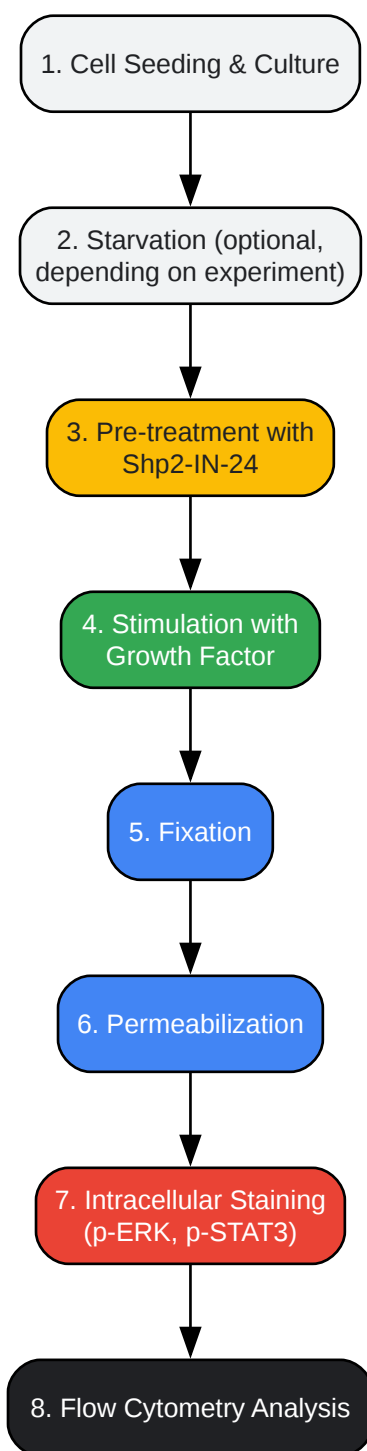 1. Cell Seeding & Culture
2. Starvation (optional,
depending on experiment)
3. Pre-treatment with
Shp2-IN-24
4. Stimulation with
Growth Factor
5. Fixation
6. Permeabilization
7. Intracellular Staining
(p-ERK, p-STAT3)
8. Flow Cytometry Analysis